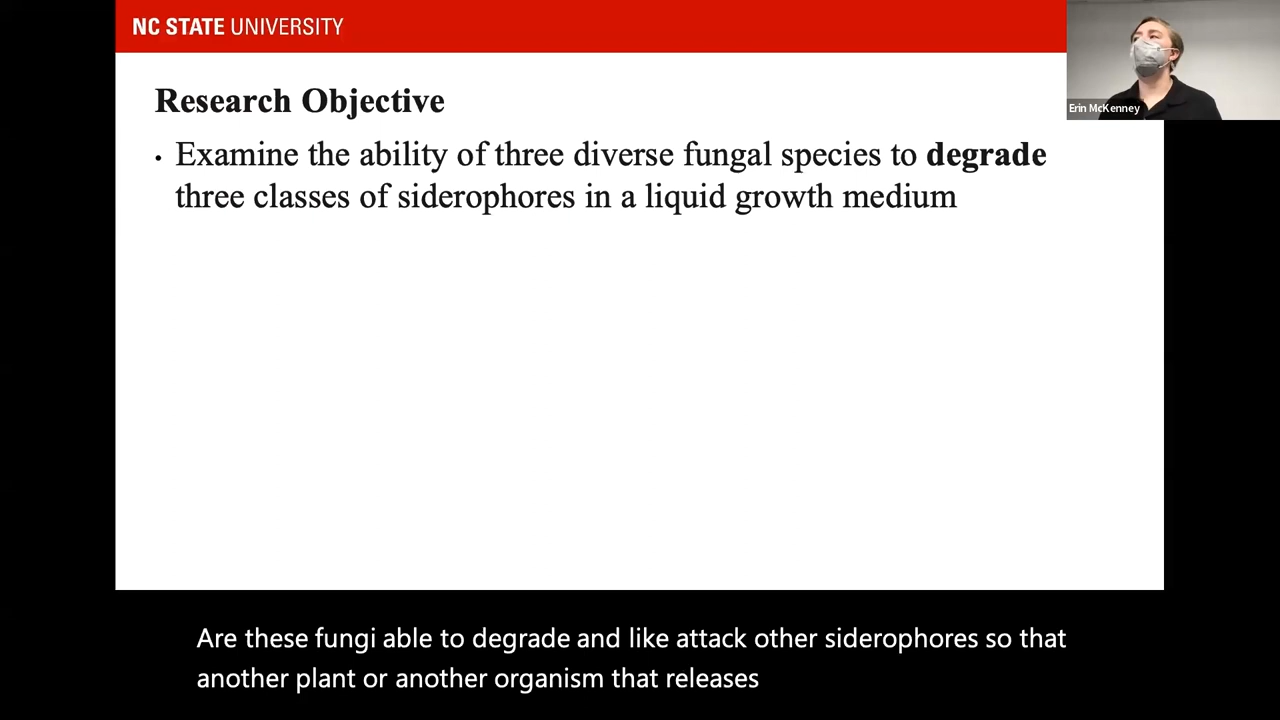 NC STATE UNIVERSITY
Erin McKenney
Research Objective
• Examine the ability of three diverse fungal species to degrade
three classes of siderophores in a liquid growth medium
Are these fungi able to degrade and like attack other siderophores so that
another plant or another organism that releases